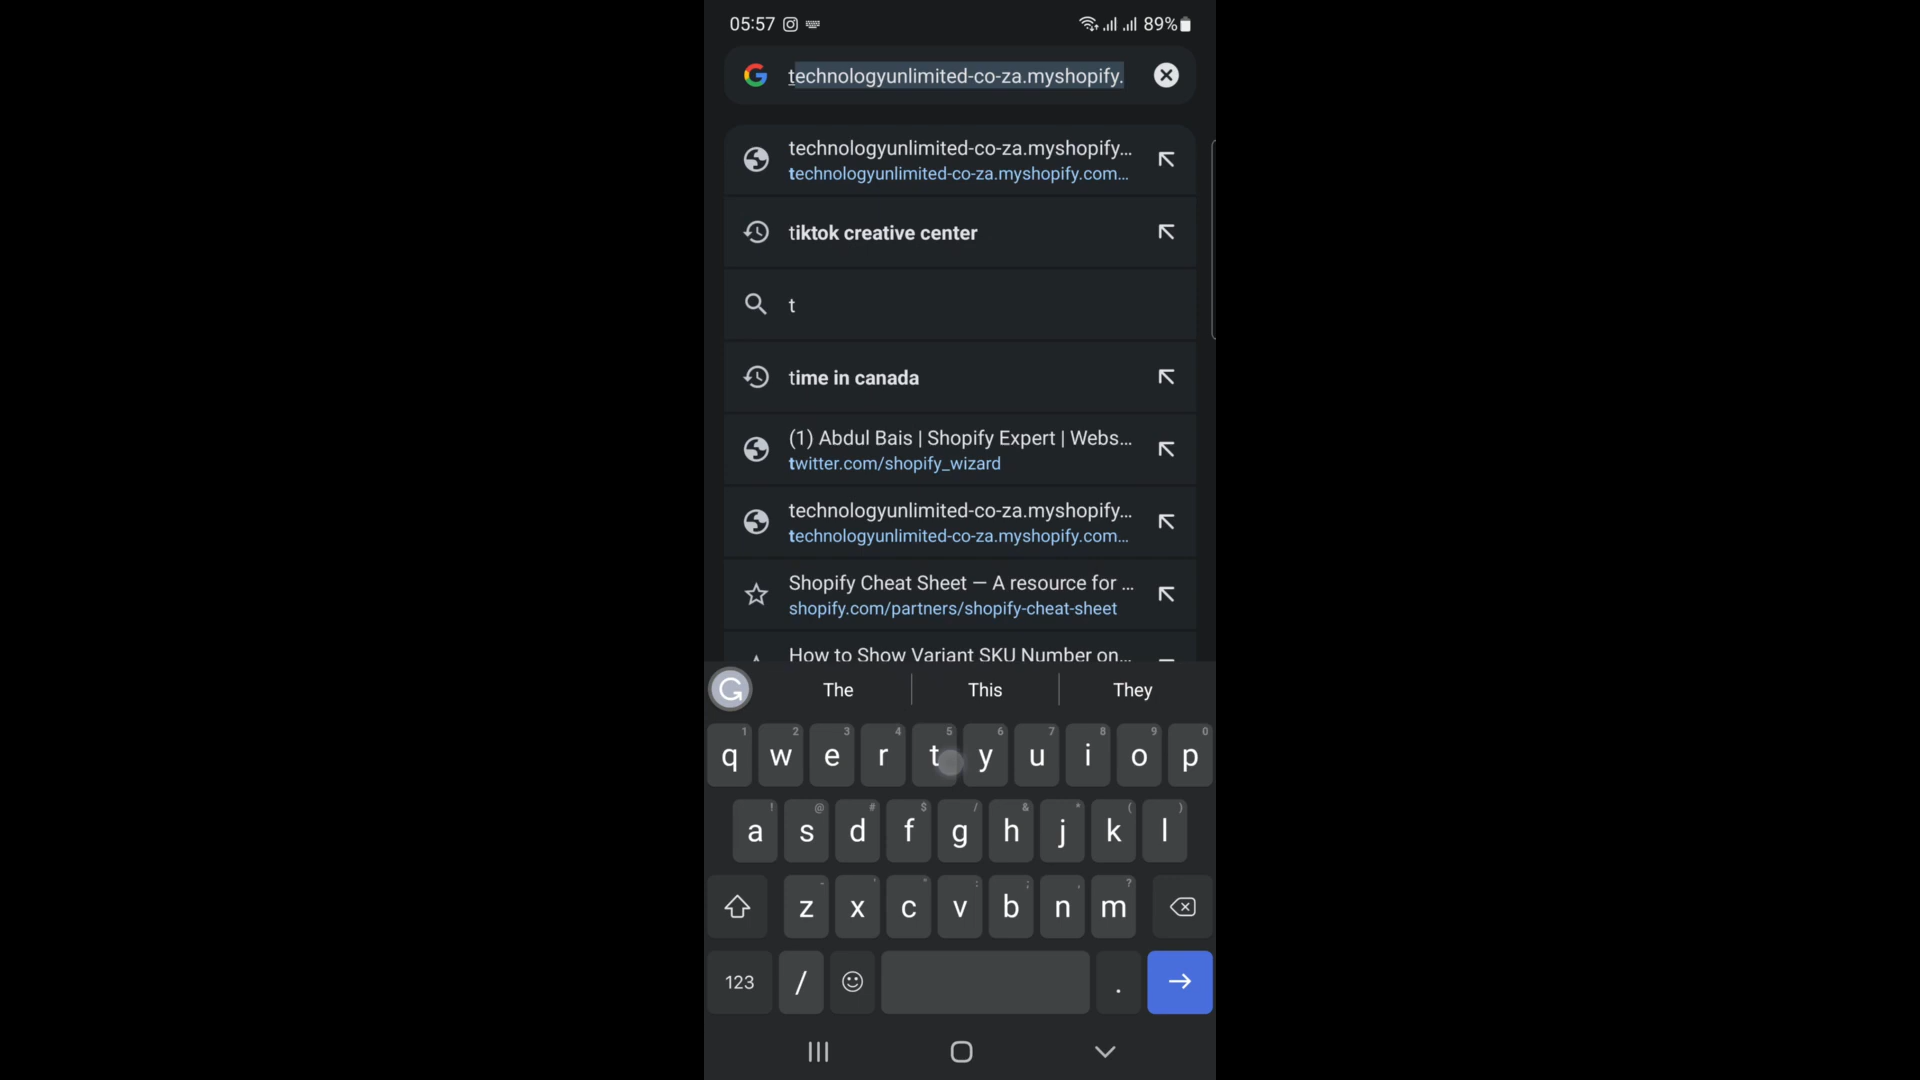 05:57 89%
technologyunlimited-co-za.myshopify.
technologyunlimited-co-za.myshopify...
technologyunlimited-co-za.myshopify.com...
tiktok creative center
t
time in canada
(1) Abdul Bais | Shopify Expert | Webs...
twitter.com/shopify_wizard
technologyunlimited-co-za.myshopify...
technologyunlimited-co-za.myshopify.com...
Shopify Cheat Sheet — A resource for ...
shopify.com/partners/shopify-cheat-sheet
How to Show Variant SKU Number on...
The This They
1 2 3 4 5 6 7 8 9 0
q w e r t y u i o p
! @ # $ / & * ( )
a s d f g h j k l
- ' " : ; , ?
z x c v b n m
123 / .